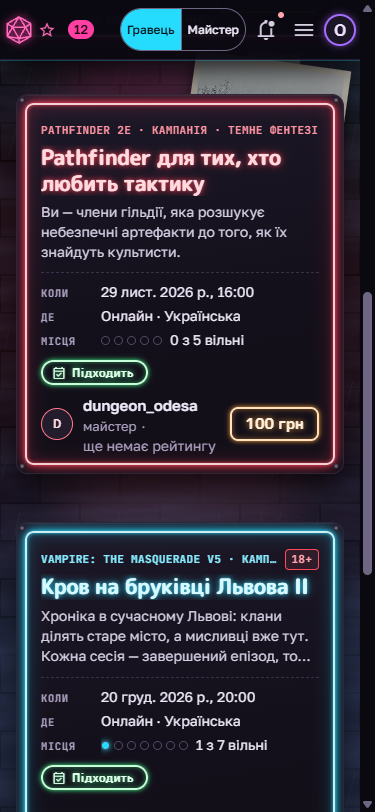 12
Гравець
Майстер
O
PATHFINDER 2E · КАМПАНІЯ · ТЕМНЕ ФЕНТЕЗІ
Pathfinder для тих, хто
любить тактику
Ви — члени гільдії, яка розшукує
небезпечні артефакти до того, як їх
знайдуть культисти.
КОЛИ 29 лист. 2026 р., 16:00
ДЕ Онлайн · Українська
МІСЦЯ 0 з 5 вільні
Підходить
D
dungeon_odesa
майстер ·
ще немає рейтингу
100 грн
VAMPIRE: THE MASQUERADE V5 · КАМП… 18+
Кров на бруківці Львова II
Хроніка в сучасному Львові: клани
ділять старе місто, а мисливці вже тут.
Кожна сесія — завершений епізод, то…
КОЛИ 20 груд. 2026 р., 20:00
ДЕ Онлайн · Українська
МІСЦЯ 1 з 7 вільні
Підходить